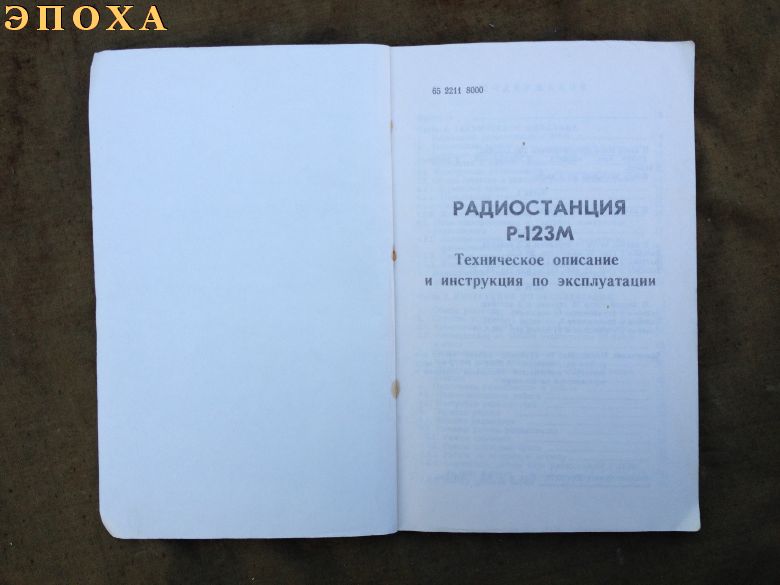 ЭПОХА
65 2211 8000
РАДИОСТАНЦИЯ
Р-123М
Техническое описание
и инструкция по эксплуатации